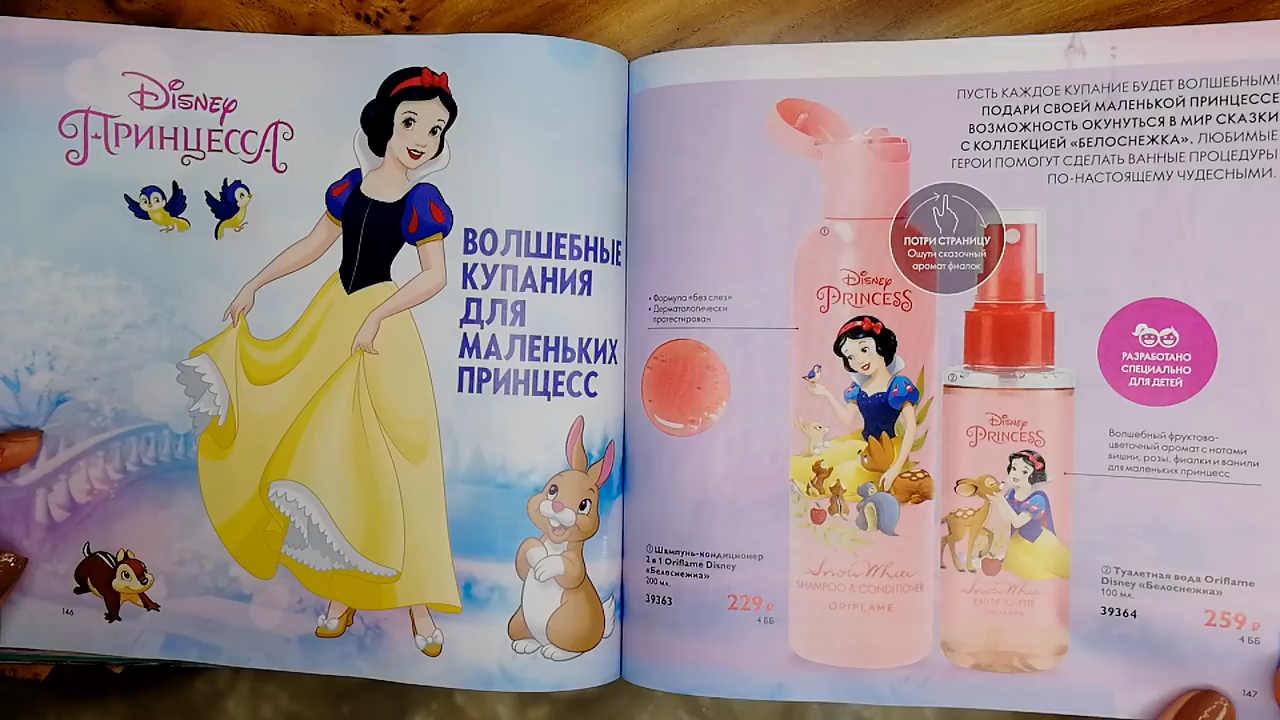 Disney
ПРИНЦЕССА
ВОЛШЕБНЫЕ
КУПАНИЯ
ДЛЯ
МАЛЕНЬКИХ
ПРИНЦЕСС
146
ПУСТЬ КАЖДОЕ КУПАНИЕ БУДЕТ ВОЛШЕБНЫМ!
ПОДАРИ СВОЕЙ МАЛЕНЬКОЙ ПРИНЦЕССЕ
ВОЗМОЖНОСТЬ ОКУНУТЬСЯ В МИР СКАЗКИ
С КОЛЛЕКЦИЕЙ «БЕЛОСНЕЖКА». ЛЮБИМЫЕ
ГЕРОИ ПОМОГУТ СДЕЛАТЬ ВАННЫЕ ПРОЦЕДУРЫ
ПО-НАСТОЯЩЕМУ ЧУДЕСНЫМИ.
ПОТРИ СТРАНИЦУ
Ощути сказочный
аромат фиалок
• Формула «без слез»
• Дерматологически
протестирован
1
Disney
PRINCESS
Snow White
SHAMPOO & CONDITIONER
ORIFLAME
2
Disney
PRINCESS
Snow White
EAU DE TOILETTE
ORIFLAME
РАЗРАБОТАНО
СПЕЦИАЛЬНО
ДЛЯ ДЕТЕЙ
Волшебный фруктово-
цветочный аромат с нотами
вишни, розы, фиалки и ванили
для маленьких принцесс
① Шампунь-кондиционер
2 в 1 Oriflame Disney
«Белоснежка»
200 мл.
39363 229 ₽
4 ББ
② Туалетная вода Oriflame
Disney «Белоснежка»
100 мл.
39364 259 ₽
4 ББ
147